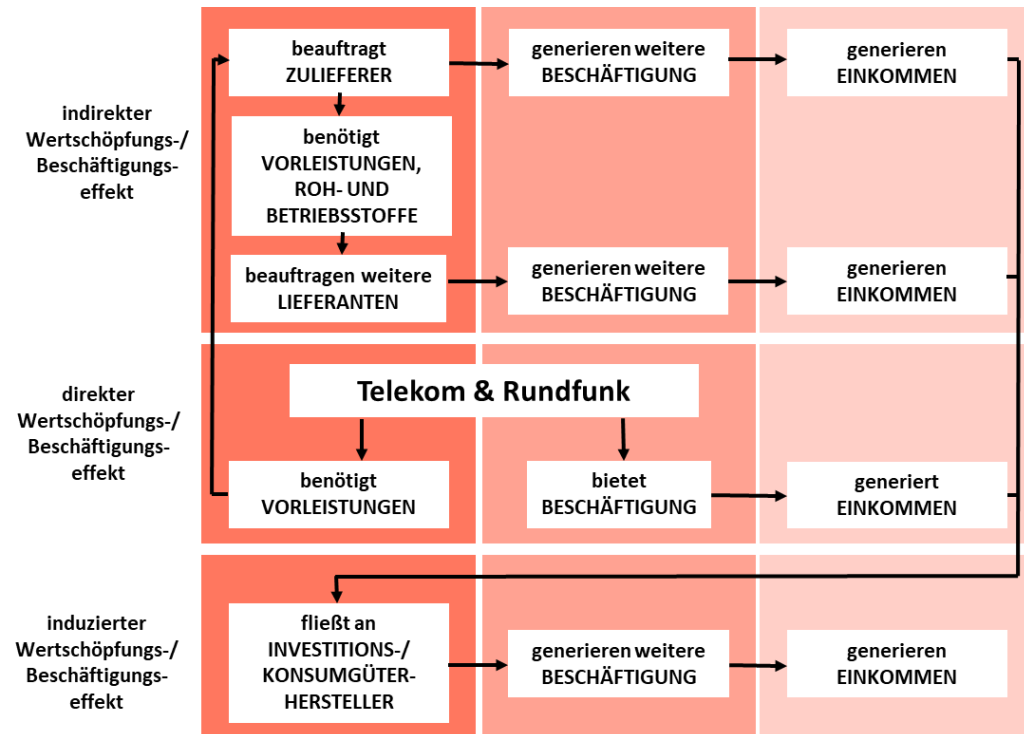 indirekter
Wertschöpfungs-/
Beschäftigungs-
effekt
beauftragt
ZULIEFERER
generieren weitere
BESCHÄFTIGUNG
generieren
EINKOMMEN
benötigt
VORLEISTUNGEN,
ROH- UND
BETRIEBSSTOFFE
beauftragen weitere
LIEFERANTEN
generieren weitere
BESCHÄFTIGUNG
generieren
EINKOMMEN
direkter
Wertschöpfungs-/
Beschäftigungs-
effekt
Telekom & Rundfunk
benötigt
VORLEISTUNGEN
bietet
BESCHÄFTIGUNG
generiert
EINKOMMEN
induzierter
Wertschöpfungs-/
Beschäftigungs-
effekt
fließt an
INVESTITIONS-/
KONSUMGÜTER-
HERSTELLER
generieren weitere
BESCHÄFTIGUNG
generieren
EINKOMMEN